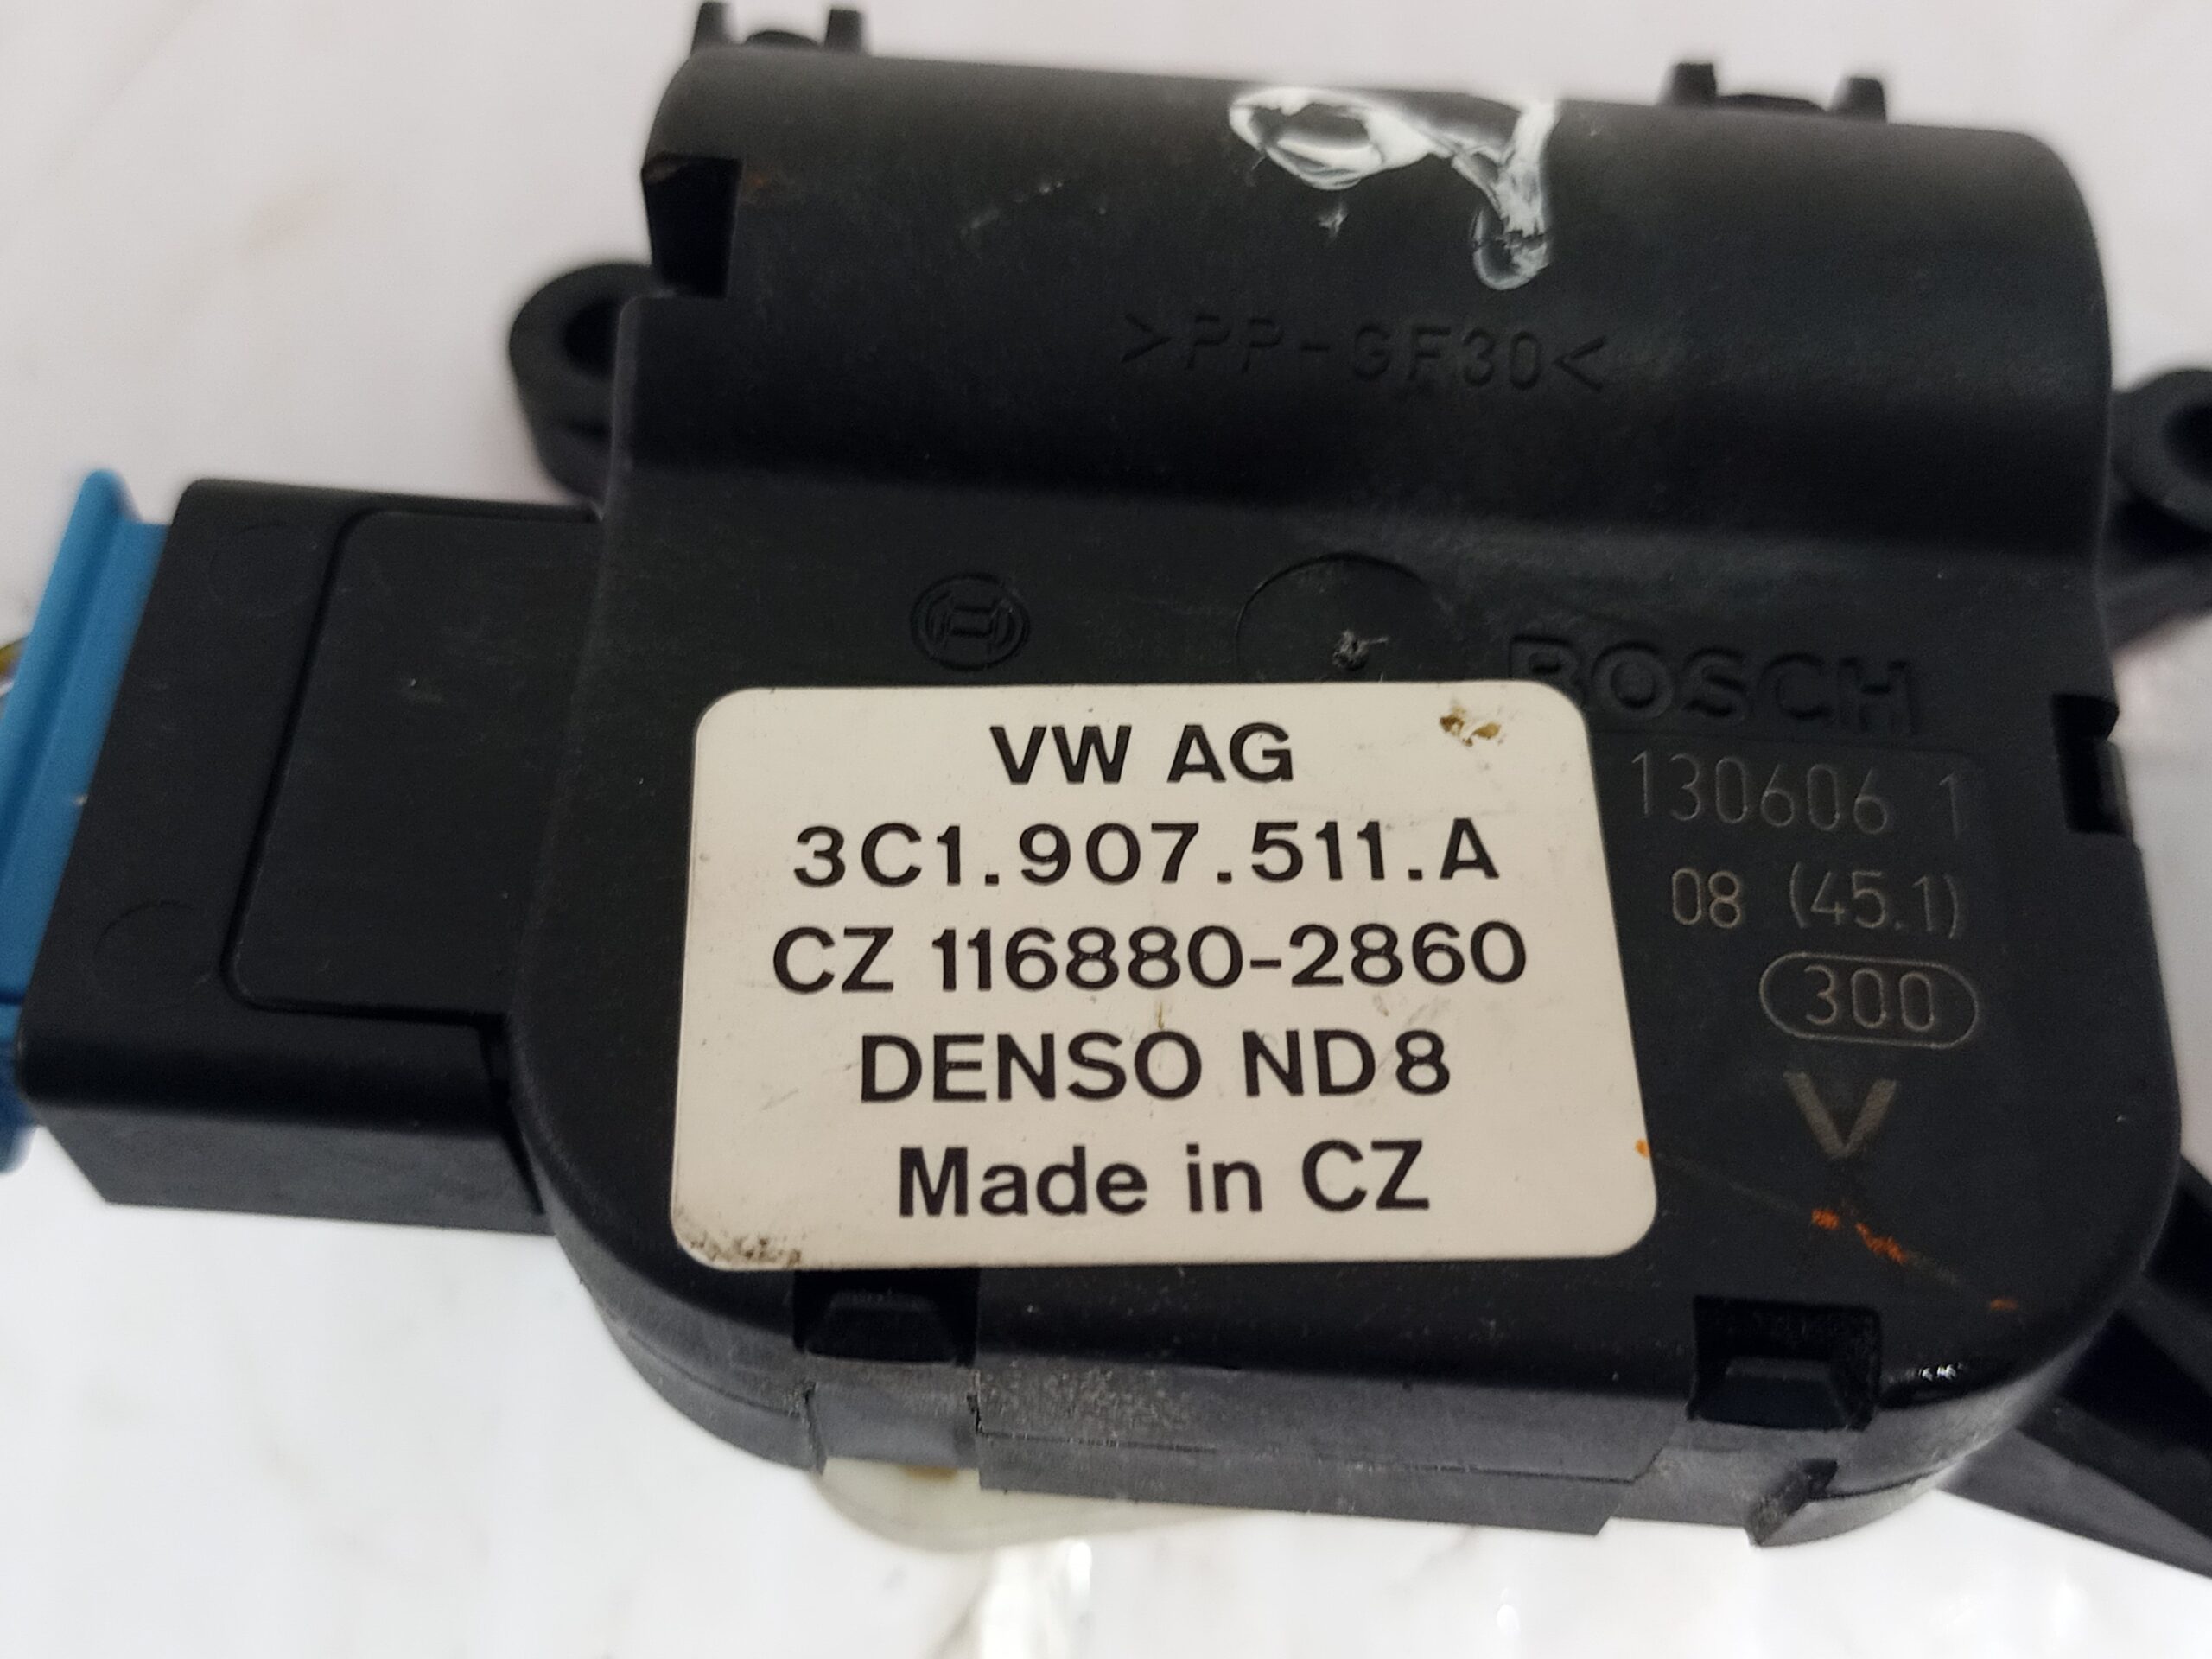 >PP-GF30<
BOSCH
VW AG
3C1.907.511.A
CZ 116880-2860
DENSO ND8
Made in CZ
130606 1
08 (45.1)
300
V